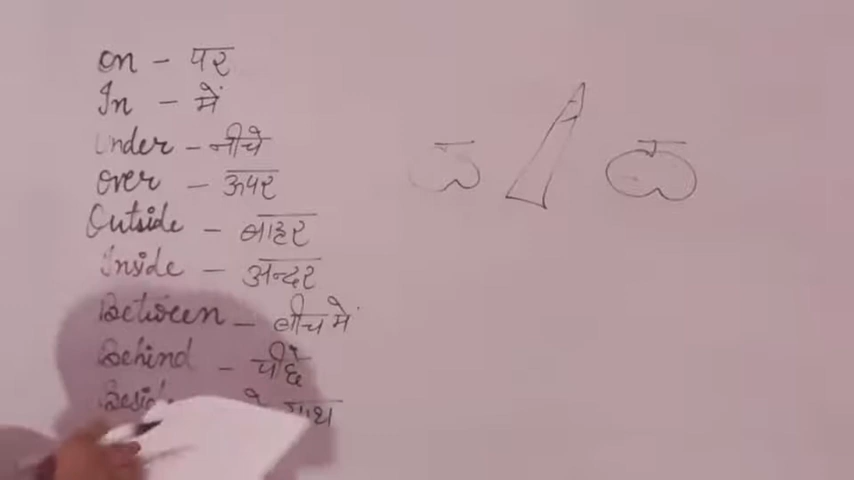 On - पर
In - में
Under - नीचे
Over - ऊपर
Outside - बाहर
Inside - अन्दर
Between - बीच में
Behind - पीछे